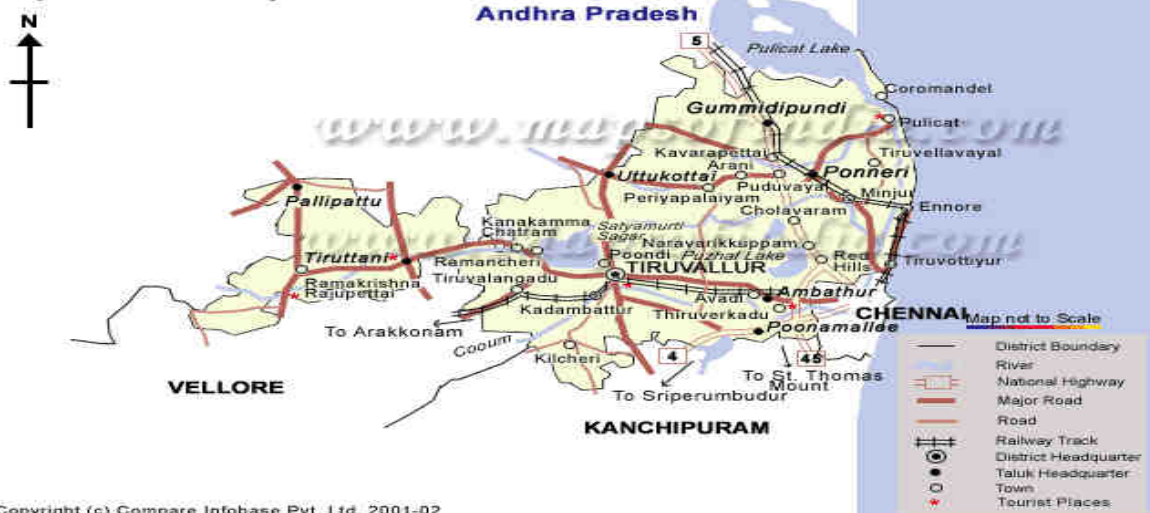 N
Andhra Pradesh
5
Pulicat Lake
Coromandel
Gummidipundi
Pulicat
www.mapsofindia.com
Kavarapettai
Tiruvellavayal
Arani
Uttukottai
Ponneri
Puduvayal
Minjur
Pallipattu
Periyapalaiyam
Ennore
Cholavaram
Kanakamma
Chatram
Satyamurti
Sagar
Naravarikkuppam
Puzhal Lake
Tiruttani
Ramancheri
Poondi
TIRUVALLUR
Red
Hills
Tiruvottiyur
Ramakrishna
Rajupettai
Tiruvalangadu
Avadi
Ambathur
Kadambattur
Thiruverkadu
CHENNAI
Map not to Scale
To Arakkonam
Poonamallee
Cooum
Kilcheri
4
45
To St. Thomas
Mount
VELLORE
To Sriperumbudur
KANCHIPURAM
District Boundary
River
National Highway
Major Road
Road
Railway Track
District Headquarter
Taluk Headquarter
Town
Tourist Places
Copyright (c) Compare Infobase Pvt. Ltd. 2001-02